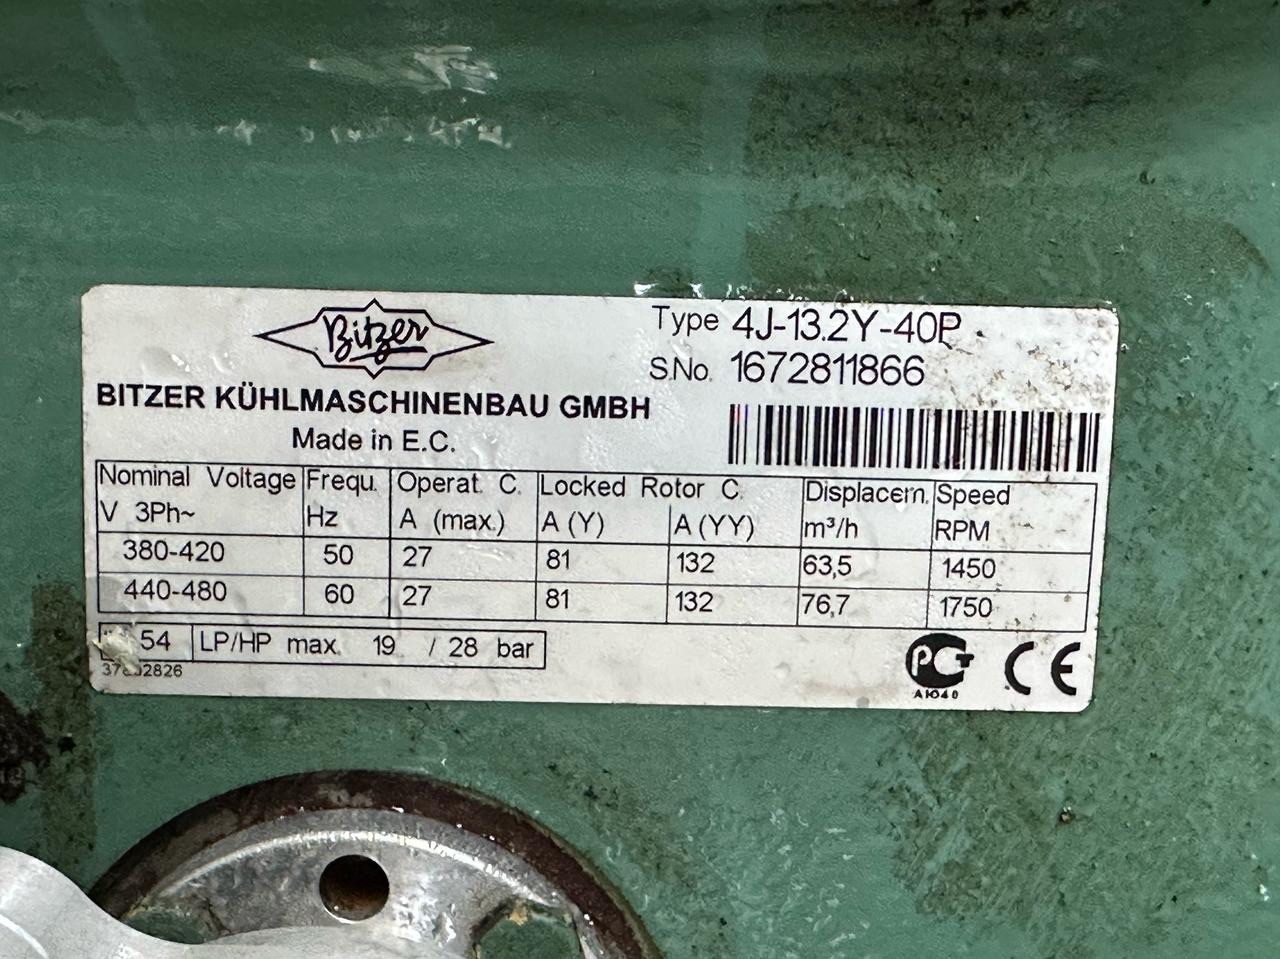 Bitzer
Type 4J-13.2Y-40P
S.No. 1672811866
BITZER KÜHLMASCHINENBAU GMBH
Made in E.C.
Nominal Voltage Frequ. Operat. C. Locked Rotor C. Displacem. Speed
V 3Ph~ Hz A (max.) A (Y) A (YY) m³/h RPM
380-420 50 27 81 132 63,5 1450
440-480 60 27 81 132 76,7 1750
54 LP/HP max. 19 / 28 bar
РСТ
CE